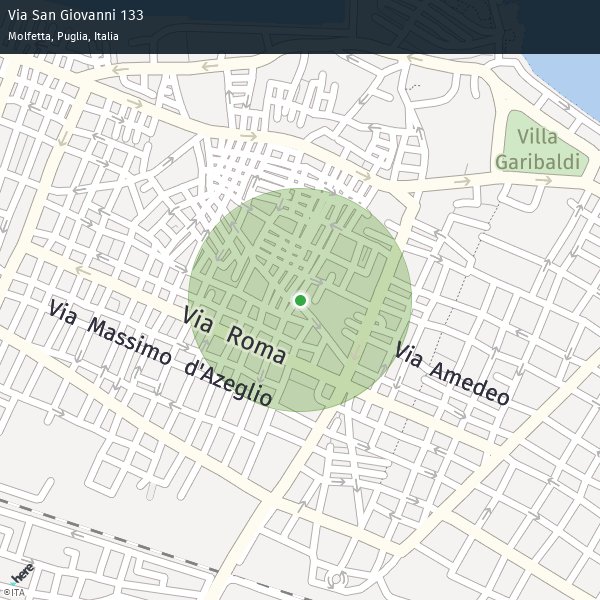 Via San Giovanni 133
Molfetta, Puglia, Italia
Villa
Garibaldi
Via Roma
Via Massimo d'Azeglio
Via Amedeo
here
©ITA